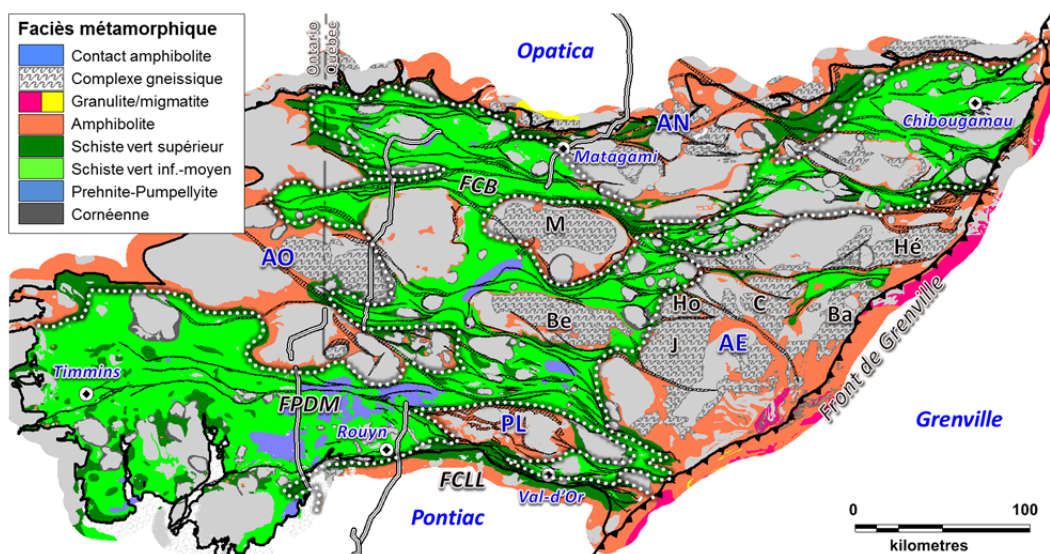 Faciès métamorphique
Contact amphibolite
Complexe gneissique
Granulite/migmatite
Amphibolite
Schiste vert supérieur
Schiste vert inf.-moyen
Prehnite-Pumpellyite
Cornéenne
Ontario
Québec
Opatica
AN
Chibougamau
Matagami
FCB
M
Hé
AO
Ho
C
Be
Ba
J
AE
Timmins
FPDM
Rouyn
PL
Front de Grenville
Grenville
FCLL
Val-d'Or
Pontiac
0 100
kilometres